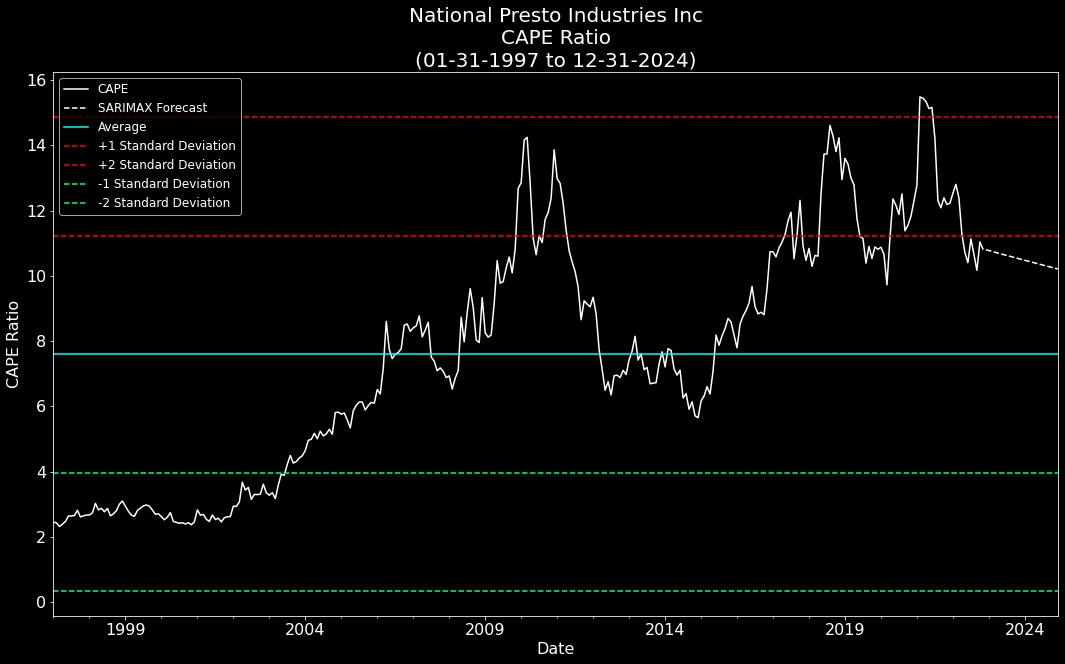 National Presto Industries Inc
CAPE Ratio
(01-31-1997 to 12-31-2024)
CAPE
SARIMAX Forecast
Average
+1 Standard Deviation
+2 Standard Deviation
-1 Standard Deviation
-2 Standard Deviation
16
14
12
10
8
6
4
2
0
CAPE Ratio
1999
2004
2009
2014
2019
2024
Date